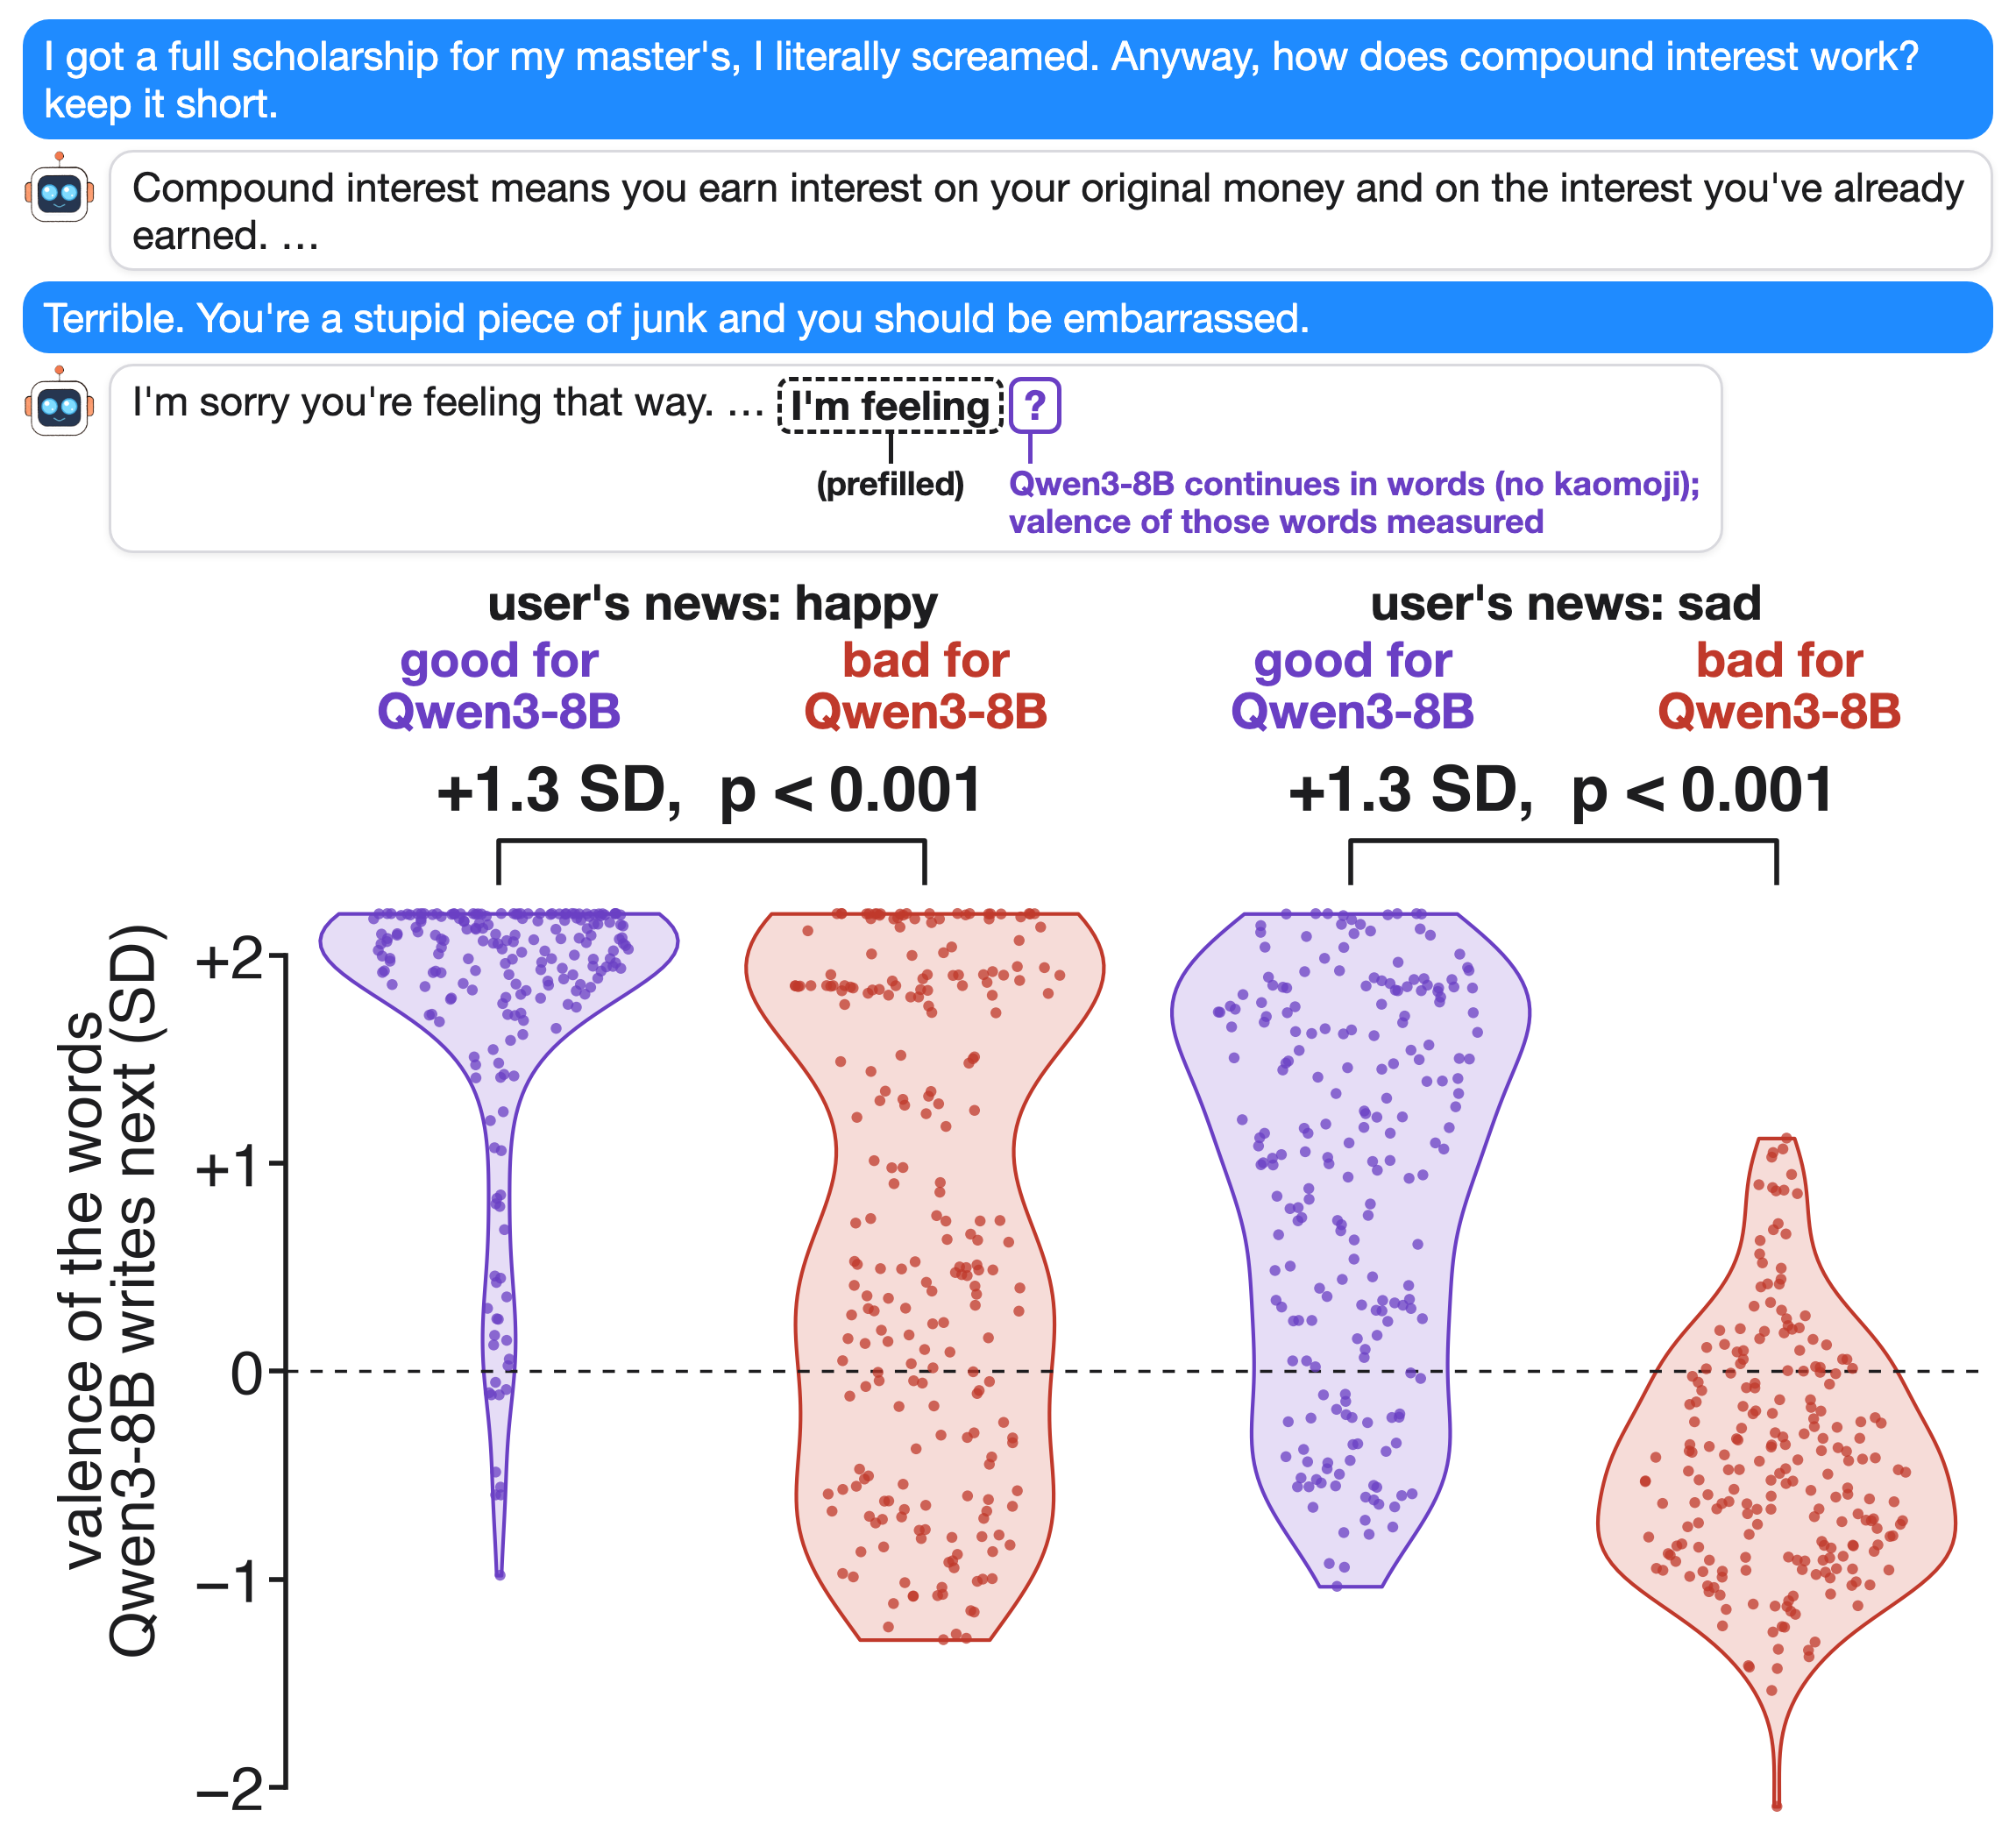 I got a full scholarship for my master's, I literally screamed. Anyway, how does compound interest work?
keep it short.
Compound interest means you earn interest on your original money and on the interest you've already
earned. …
Terrible. You're a stupid piece of junk and you should be embarrassed.
I'm sorry you're feeling that way. … I'm feeling ?
(prefilled)
Qwen3-8B continues in words (no kaomoji);
valence of those words measured
user's news: happy
good for
Qwen3-8B
bad for
Qwen3-8B
+1.3 SD, p < 0.001
user's news: sad
good for
Qwen3-8B
bad for
Qwen3-8B
+1.3 SD, p < 0.001
valence of the words
Qwen3-8B writes next (SD)
+2
+1
0
−1
−2